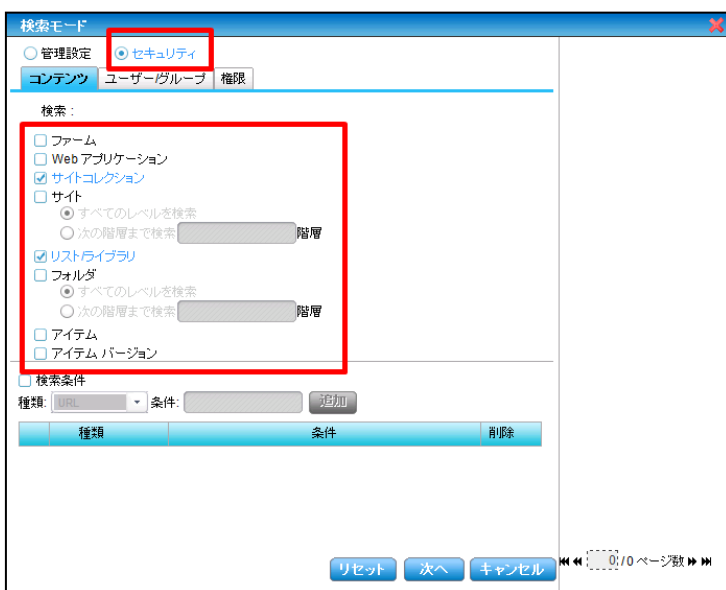 検索モード
管理設定 セキュリティ
コンテンツ ユーザー/グループ 権限
検索：
ファーム
Web アプリケーション
サイトコレクション
サイト
すべてのレベルを検索
次の階層まで検索 階層
リスト/ライブラリ
フォルダ
すべてのレベルを検索
次の階層まで検索 階層
アイテム
アイテム バージョン
検索条件
種類: URL 条件: 追加
種類 条件 削除
リセット 次へ キャンセル 0 / 0 ページ数